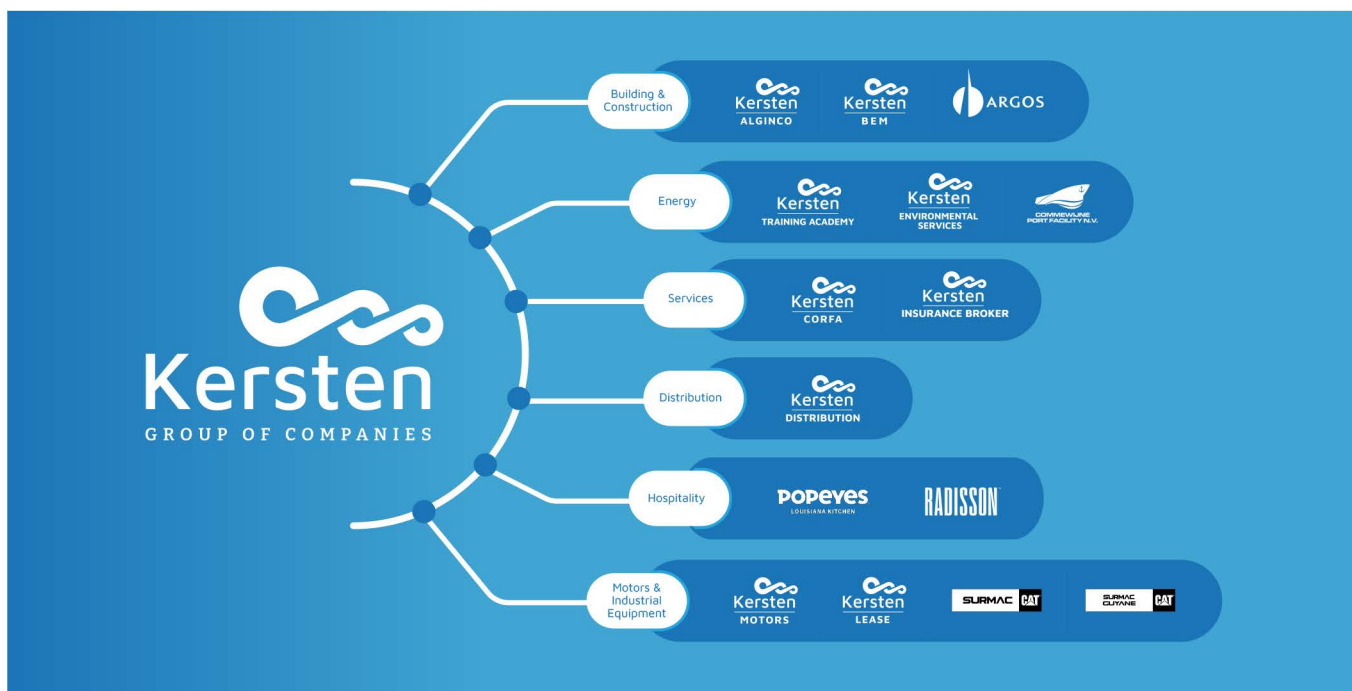 Kersten
GROUP OF COMPANIES
Building &
Construction
Kersten
ALGINCO
Kersten
BEM
ARGOS
Energy
Kersten
TRAINING ACADEMY
Kersten
ENVIRONMENTAL
SERVICES
COMMEWIJNE
PORT FACILITY N.V.
Services
Kersten
CORFA
Kersten
INSURANCE BROKER
Distribution
Kersten
DISTRIBUTION
Hospitality
POPEYES
LOUISIANA KITCHEN
RADISSON
Motors &
Industrial
Equipment
Kersten
MOTORS
Kersten
LEASE
SURMAC CAT
SURMAC
GUYANE
CAT